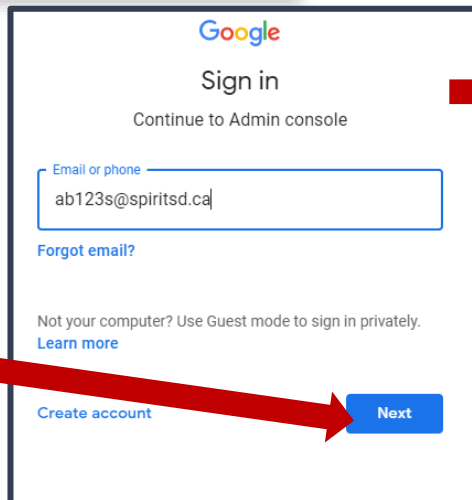 Google
Sign in
Continue to Admin console
Email or phone
ab123s@spiritsd.ca
Forgot email?
Not your computer? Use Guest mode to sign in privately.
Learn more
Create account
Next